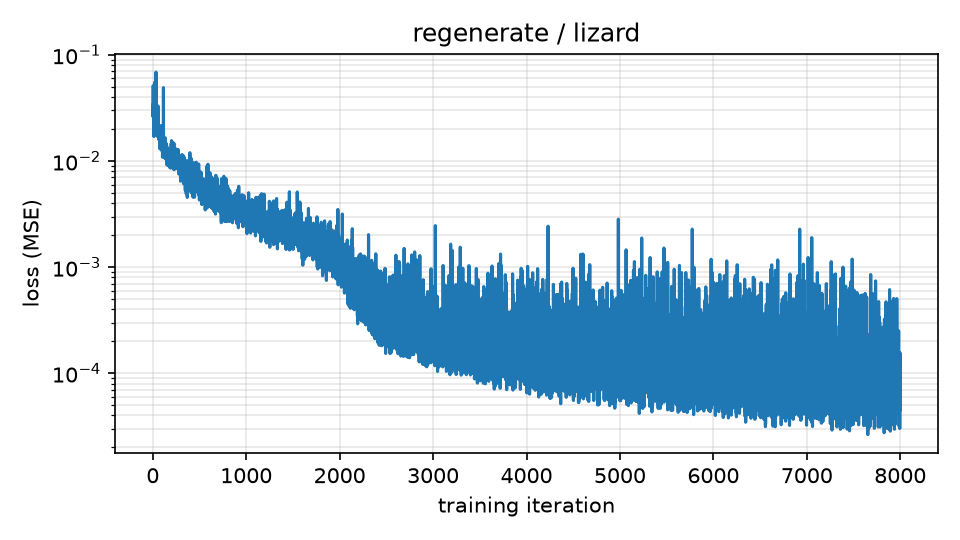 regenerate / lizard
10⁻¹
10⁻²
10⁻³
10⁻⁴
loss (MSE)
0 1000 2000 3000 4000 5000 6000 7000 8000
training iteration